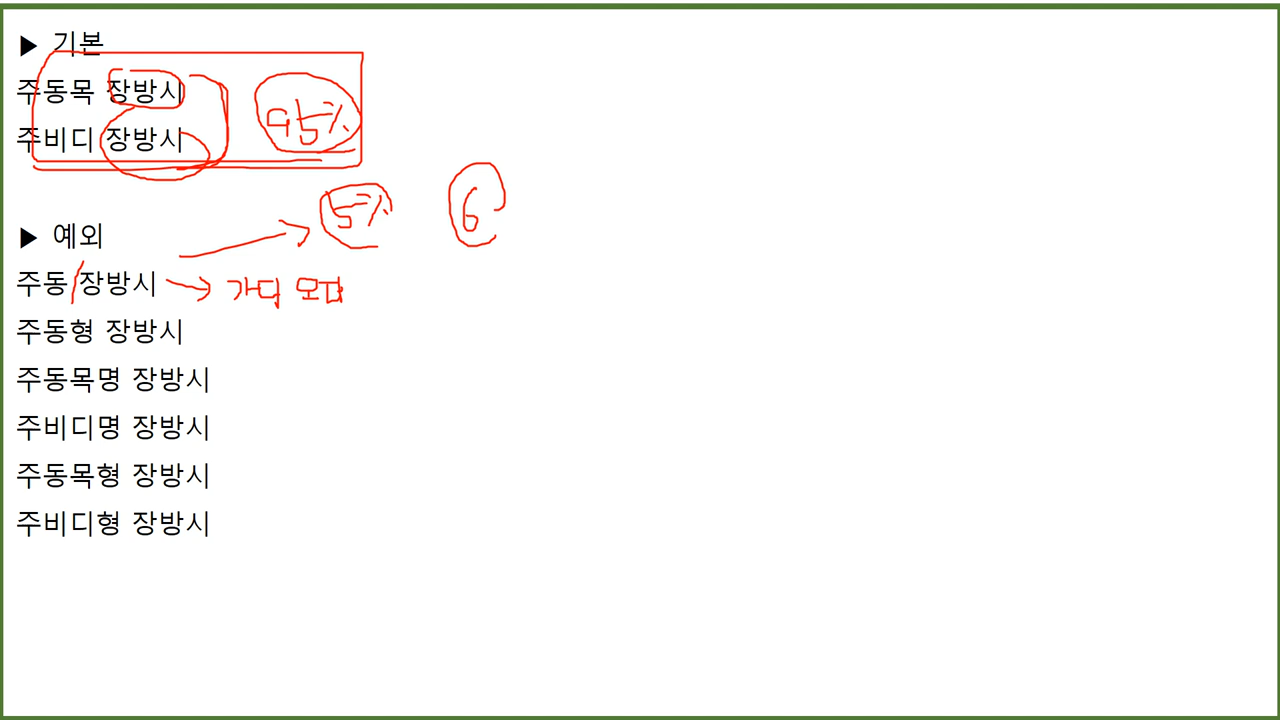 ▶ 기본
주동목 장방시
주비디 장방시
95%
5%
6
▶ 예외
주동 장방시 → 가더 모파
주동형 장방시
주동목명 장방시
주비디명 장방시
주동목형 장방시
주비디형 장방시